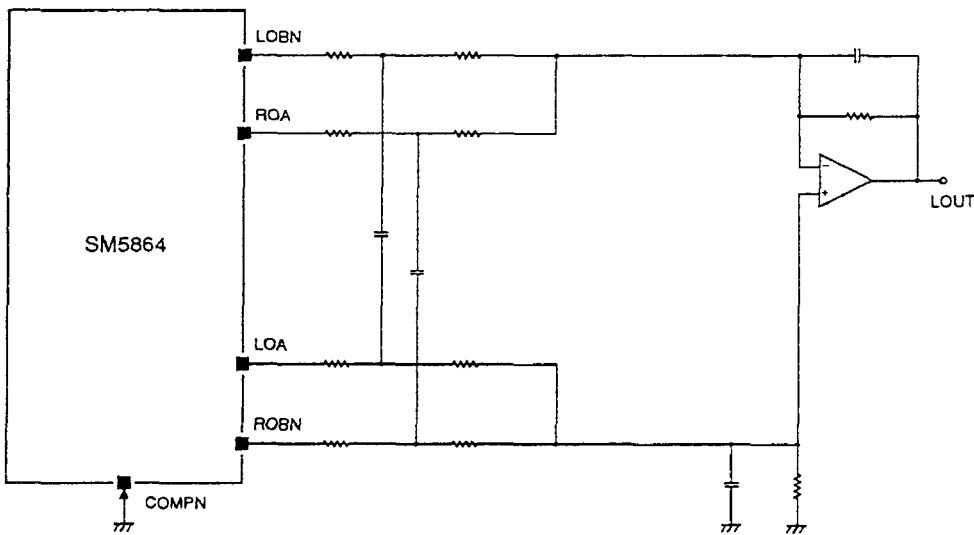 LOBN
ROA
SM5864
−
+
LOUT
LOA
ROBN
COMPN